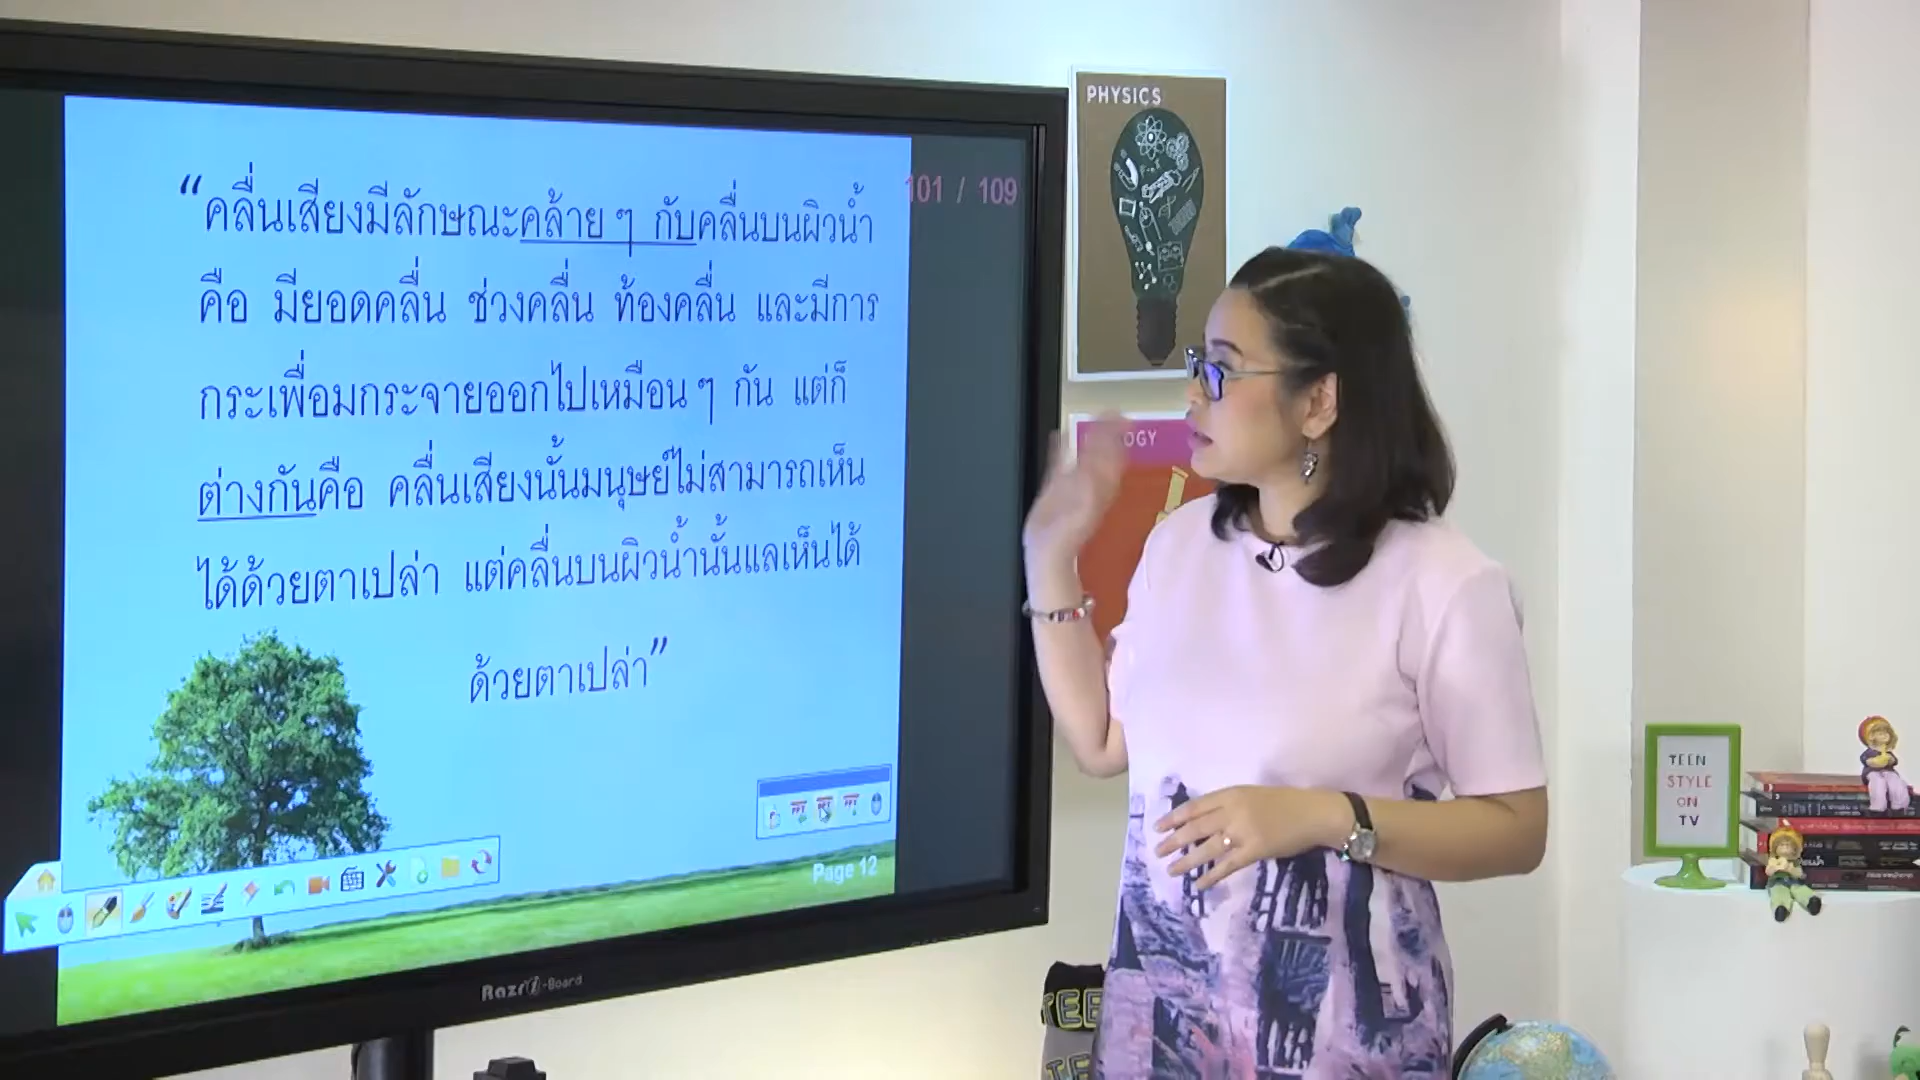 “คลื่นเสียงมีลักษณะคล้าย ๆ กับคลื่นบนผิวน้ำ
คือ มียอดคลื่น ช่วงคลื่น ท้องคลื่น และมีการ
กระเพื่อมกระจายออกไปเหมือน ๆ กัน แต่ก็
ต่างกันคือ คลื่นเสียงนั้นมนุษย์ไม่สามารถเห็น
ได้ด้วยตาเปล่า แต่คลื่นบนผิวน้ำนั้นแลเห็นได้
ด้วยตาเปล่า”
101 / 109
Page 12
Razr i-Board
PHYSICS
OGY
TEEN
STYLE
ON
TV
TEE
TE